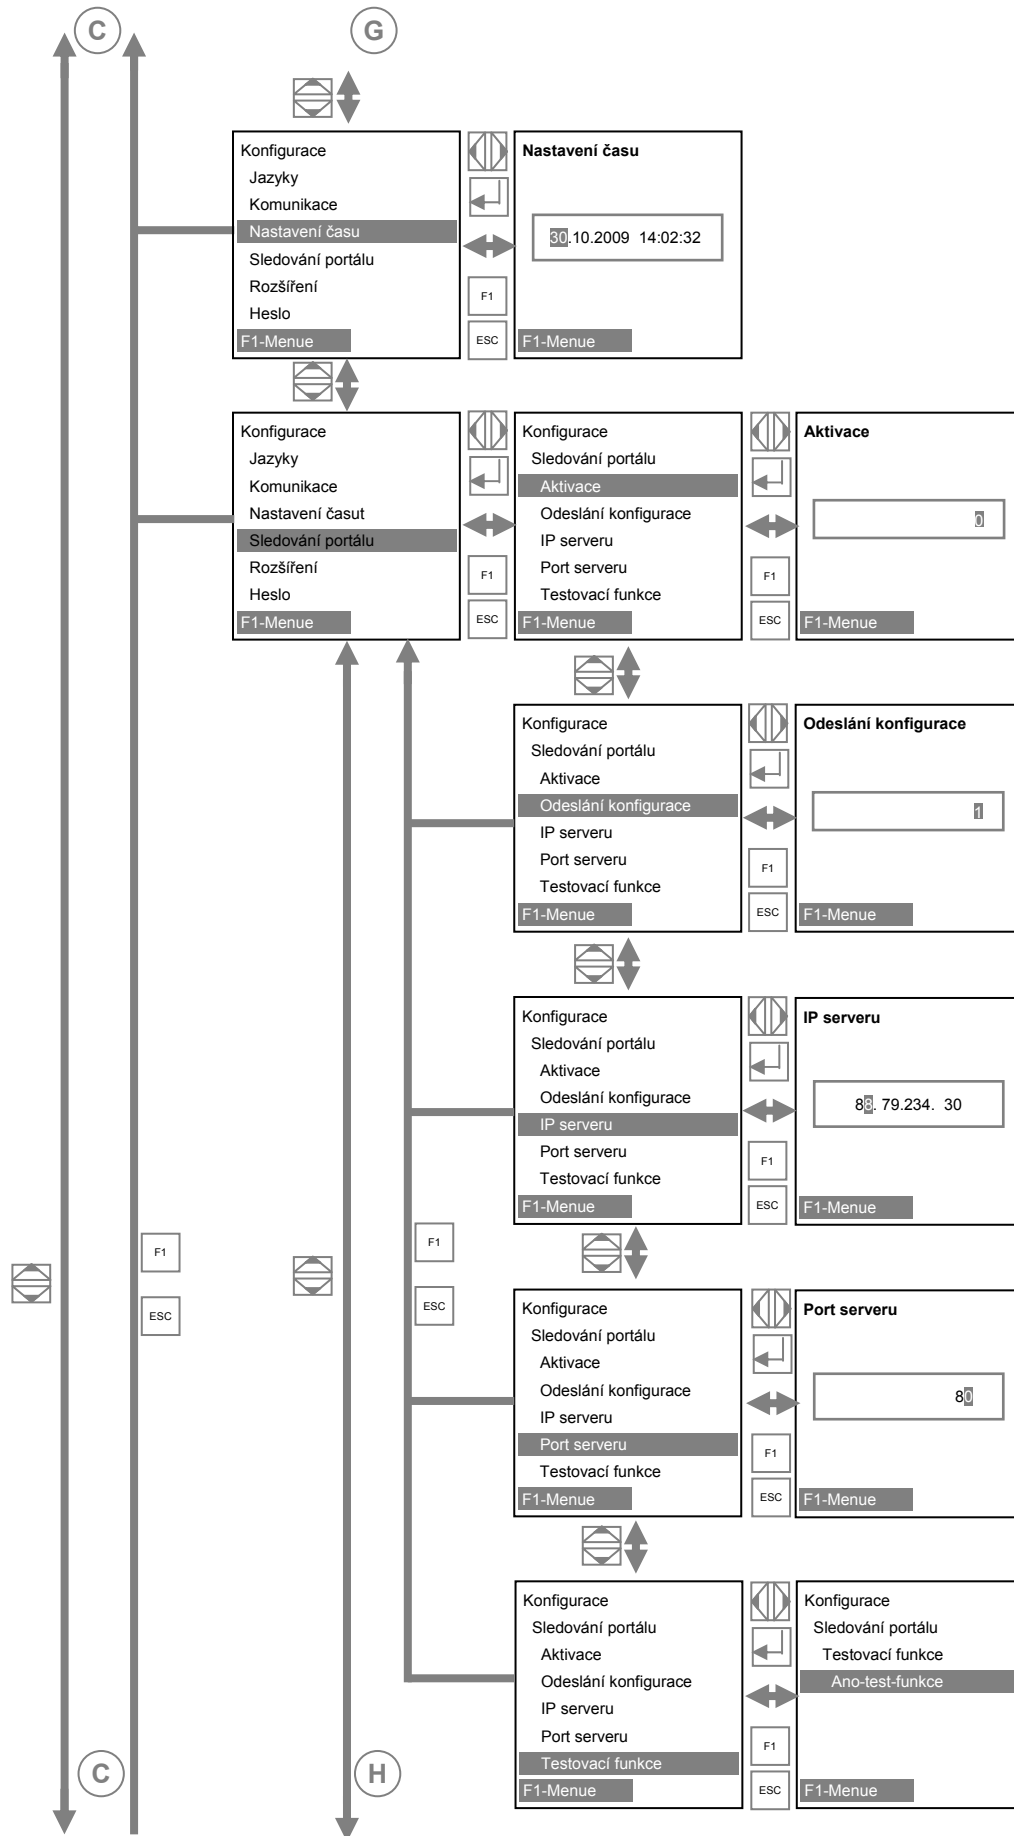 C
G
Konfigurace
Jazyky
Komunikace
Nastavení času
Sledování portálu
Rozšíření
Heslo
F1-Menue
F1
ESC
Nastavení času
30.10.2009 14:02:32
F1-Menue
Konfigurace
Jazyky
Komunikace
Nastavení časut
Sledování portálu
Rozšíření
Heslo
F1-Menue
F1
ESC
Konfigurace
Sledování portálu
Aktivace
Odeslání konfigurace
IP serveru
Port serveru
Testovací funkce
F1-Menue
F1
ESC
Aktivace
0
F1-Menue
Konfigurace
Sledování portálu
Aktivace
Odeslání konfigurace
IP serveru
Port serveru
Testovací funkce
F1-Menue
F1
ESC
Odeslání konfigurace
1
F1-Menue
Konfigurace
Sledování portálu
Aktivace
Odeslání konfigurace
IP serveru
Port serveru
Testovací funkce
F1-Menue
F1
ESC
IP serveru
88. 79.234. 30
F1-Menue
F1
ESC
F1
ESC
Konfigurace
Sledování portálu
Aktivace
Odeslání konfigurace
IP serveru
Port serveru
Testovací funkce
F1-Menue
F1
ESC
Port serveru
80
F1-Menue
Konfigurace
Sledování portálu
Aktivace
Odeslání konfigurace
IP serveru
Port serveru
Testovací funkce
F1-Menue
F1
ESC
Konfigurace
Sledování portálu
Testovací funkce
Ano-test-funkce
F1-Menue
C
H